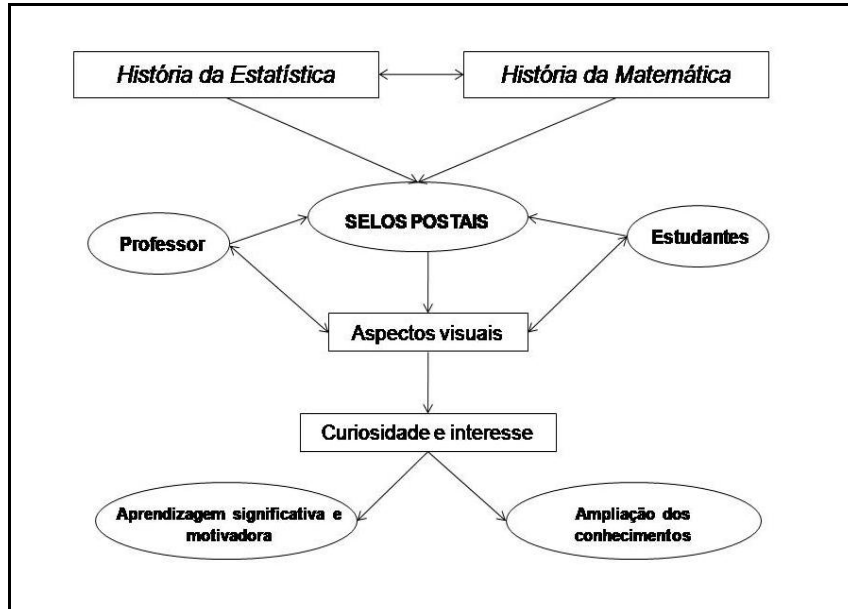 História da Estatística
História da Matemática
SELOS POSTAIS
Professor
Estudantes
Aspectos visuais
Curiosidade e interesse
Aprendizagem significativa e
motivadora
Ampliação dos
conhecimentos